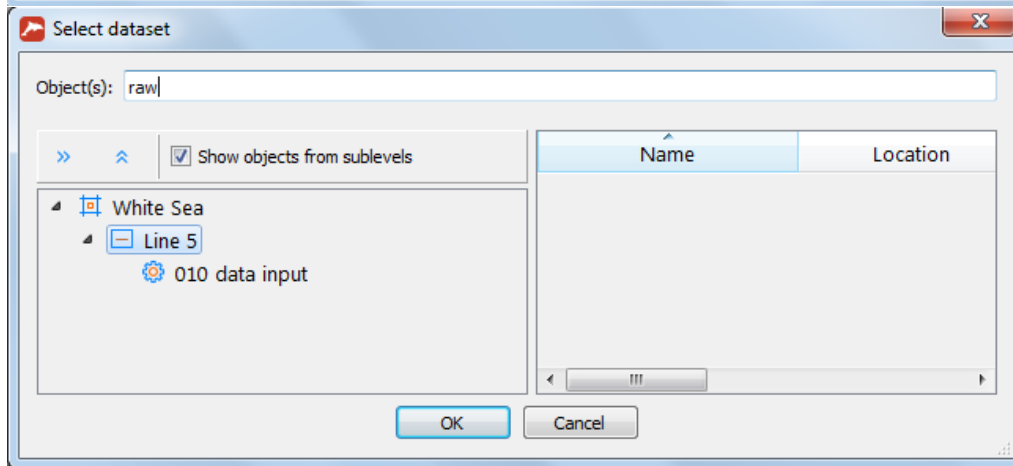 Select dataset
Object(s): raw
Show objects from sublevels
Name Location
White Sea
Line 5
010 data input
OK Cancel